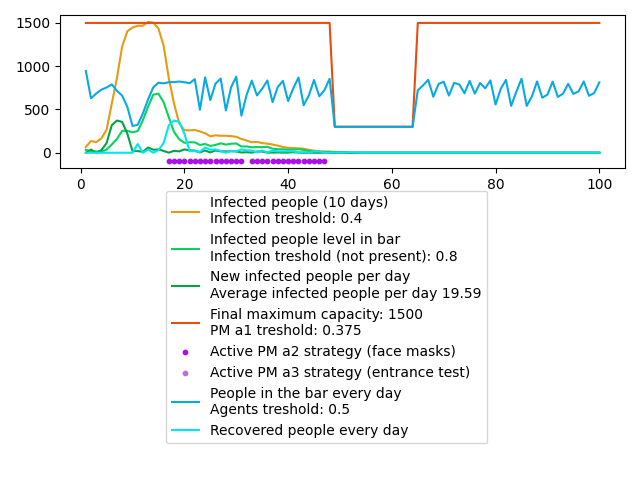 1500
1000
500
0
0
20
40
60
80
100
Infected people (10 days)
Infection treshold: 0.4
Infected people level in bar
Infection treshold (not present): 0.8
New infected people per day
Average infected people per day 19.59
Final maximum capacity: 1500
PM a1 treshold: 0.375
Active PM a2 strategy (face masks)
Active PM a3 strategy (entrance test)
People in the bar every day
Agents treshold: 0.5
Recovered people every day